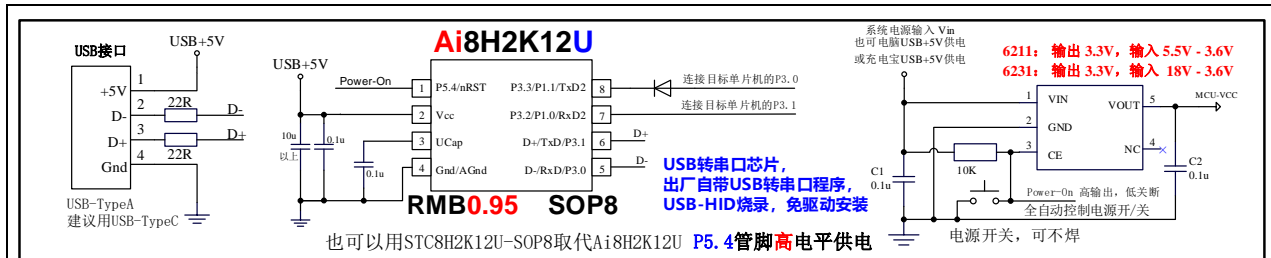 USB接口
USB+5V
1
+5V
2
22R
D-
D-
3
D+
D+
4
22R
Gnd
USB-TypeA
建议用USB-TypeC
Ai8H2K12U
USB+5V
Power-On
1
P5.4/nRST
P3.3/P1.1/TxD2
8
连接目标单片机的P3.0
2
Vcc
P3.2/P1.0/RxD2
7
连接目标单片机的P3.1
10u
以上
0.1u
3
UCap
D+/TxD/P3.1
6
D+
0.1u
4
Gnd/AGnd
D-/RxD/P3.0
5
D-
RMB0.95
SOP8
USB转串口芯片，
出厂自带USB转串口程序，
USB-HID烧录，免驱动安装
也可以用STC8H2K12U-SOP8取代Ai8H2K12U P5.4管脚高电平供电
系统电源输入 Vin
也可电脑USB+5V供电
或充电宝USB+5V供电
6211： 输出 3.3V，输入 5.5V - 3.6V
6231： 输出 3.3V，输入 18V - 3.6V
1
VIN
VOUT
5
MCU-VCC
2
GND
3
CE
NC
4
C1
0.1u
10K
C2
0.1u
Power-On 高输出，低关断
全自动控制电源开/关
电源开关，可不焊